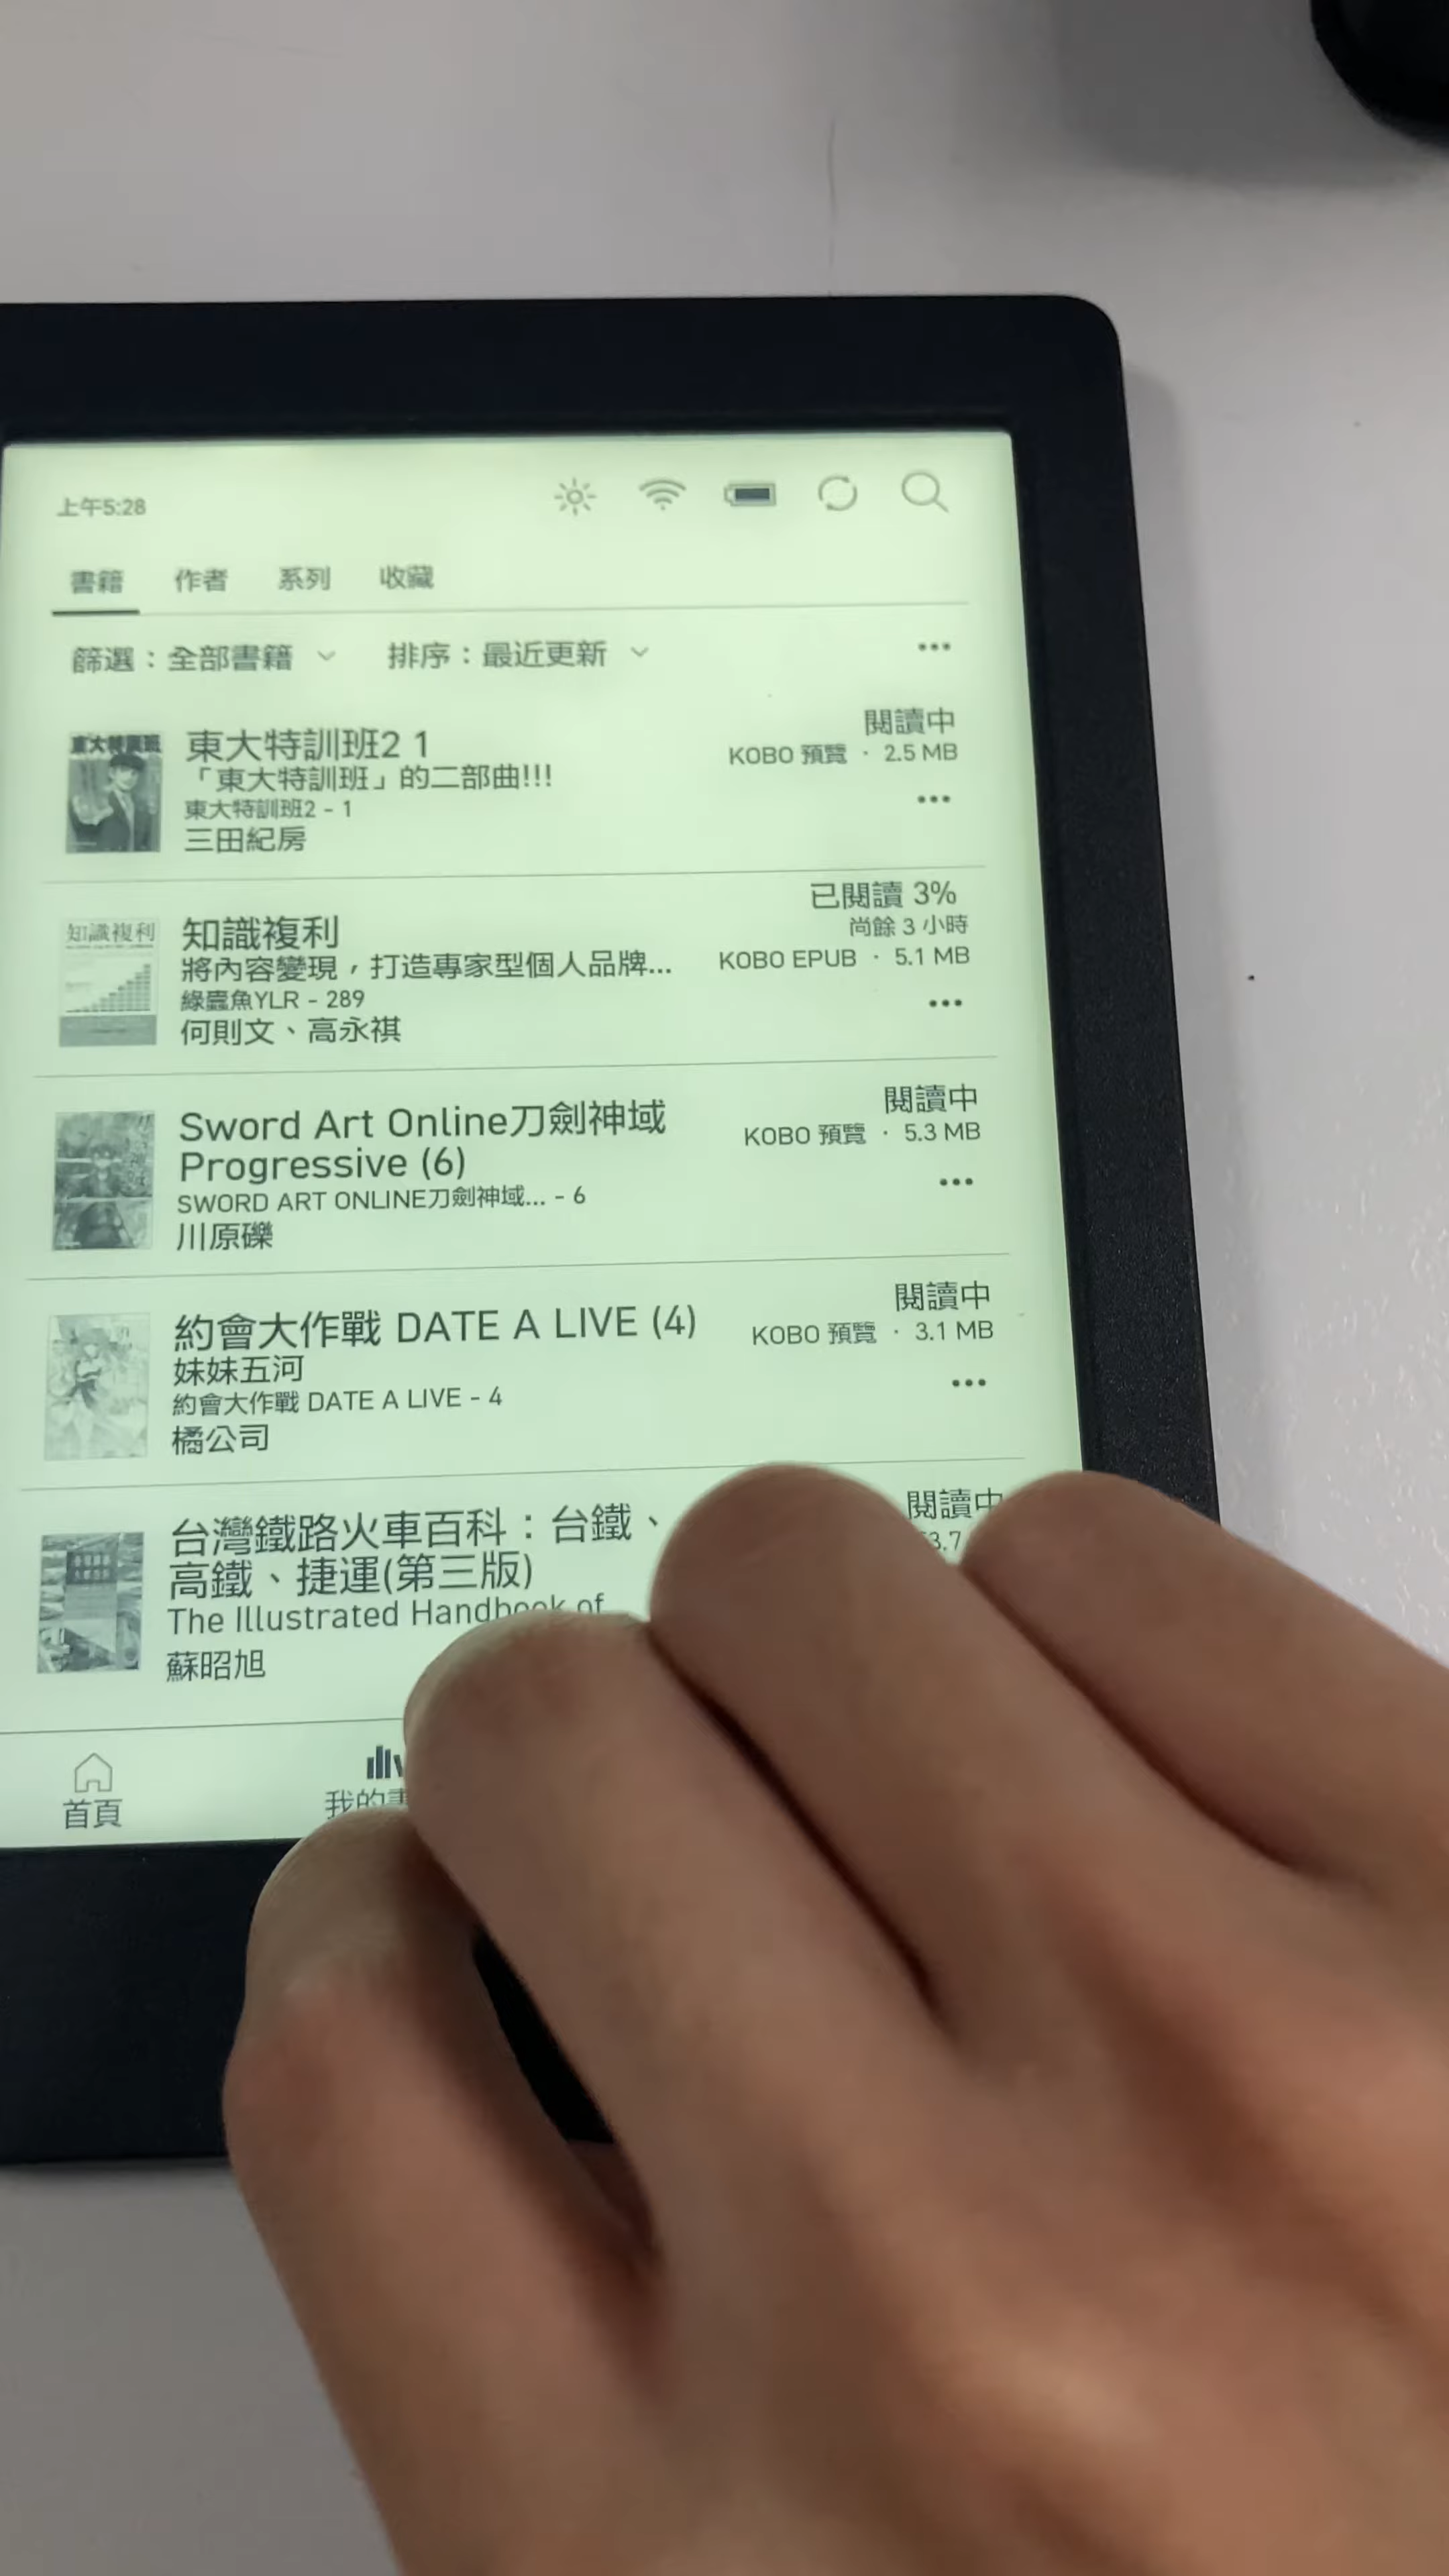 上午5:28
書籍 作者 系列 收藏
篩選：全部書籍 排序：最近更新
東大特訓班2 1
「東大特訓班」的二部曲!!!
東大特訓班2 - 1
三田紀房
閱讀中
KOBO 預覽 · 2.5 MB
知識複利
知識複利
將內容變現，打造專家型個人品牌...
綠蠹魚YLR - 289
何則文、高永祺
已閱讀 3%
尚餘 3 小時
KOBO EPUB · 5.1 MB
Sword Art Online刀劍神域
Progressive (6)
SWORD ART ONLINE刀劍神域... - 6
川原礫
閱讀中
KOBO 預覽 · 5.3 MB
約會大作戰 DATE A LIVE (4)
妹妹五河
約會大作戰 DATE A LIVE - 4
橘公司
閱讀中
KOBO 預覽 · 3.1 MB
台灣鐵路火車百科：台鐵、
高鐵、捷運(第三版)
The Illustrated Handbook of
蘇昭旭
閱讀中
首頁
我的